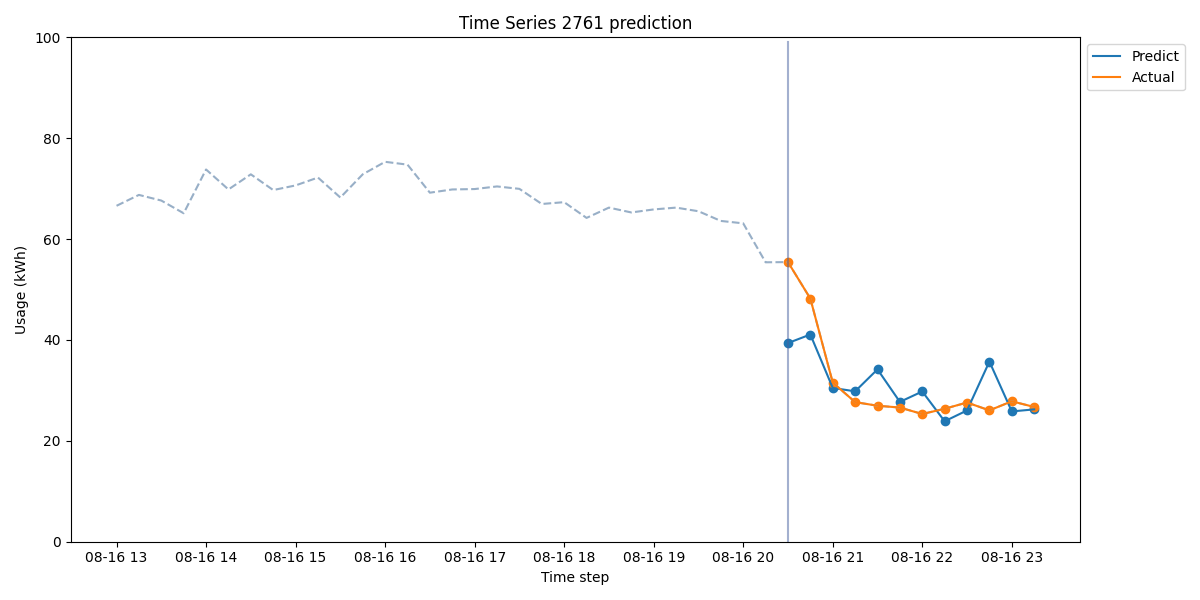 Time Series 2761 prediction
Usage (kWh)
100
80
60
40
20
0
08-16 13 08-16 14 08-16 15 08-16 16 08-16 17 08-16 18 08-16 19 08-16 20 08-16 21 08-16 22 08-16 23
Time step
Predict
Actual